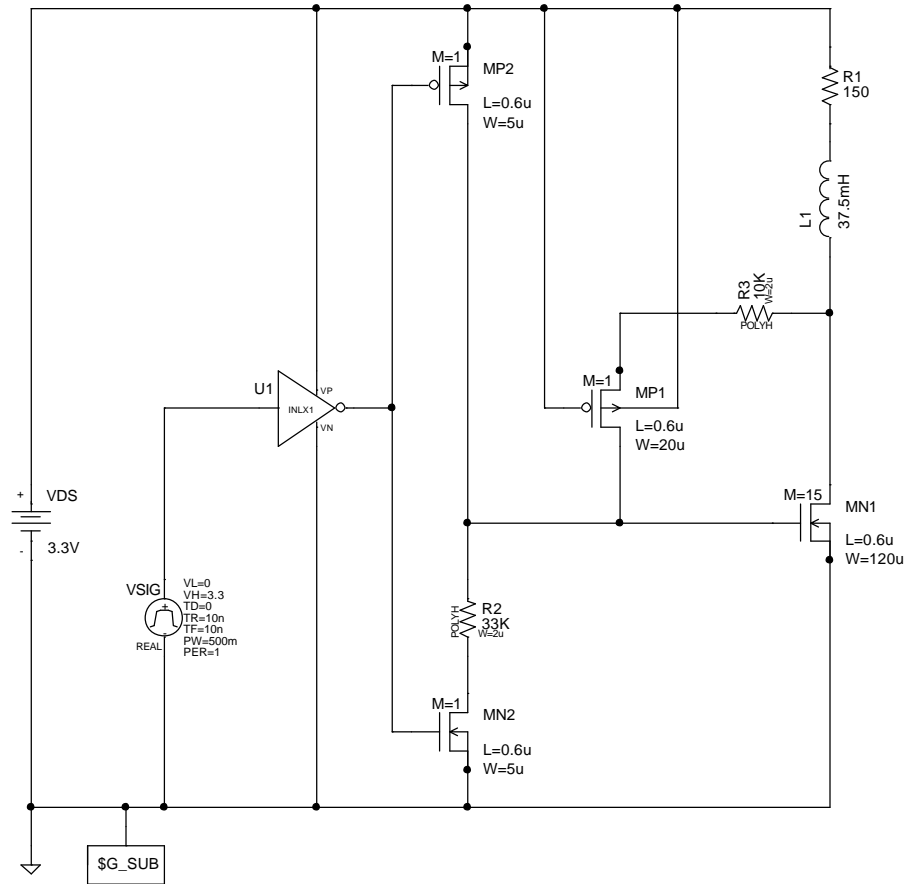 M=1
MP2
L=0.6u
W=5u
R1
150
L1
37.5mH
R3
10K
W=2u
POLYH
U1
VP
INLX1
VN
M=1
MP1
L=0.6u
W=20u
+
VDS
-
3.3V
M=15
MN1
L=0.6u
W=120u
VSIG
VL=0
VH=3.3
TD=0
TR=10n
TF=10n
PW=500m
PER=1
+
-
REAL
POLYH
R2
33K
W=2u
M=1
MN2
L=0.6u
W=5u
$G_SUB